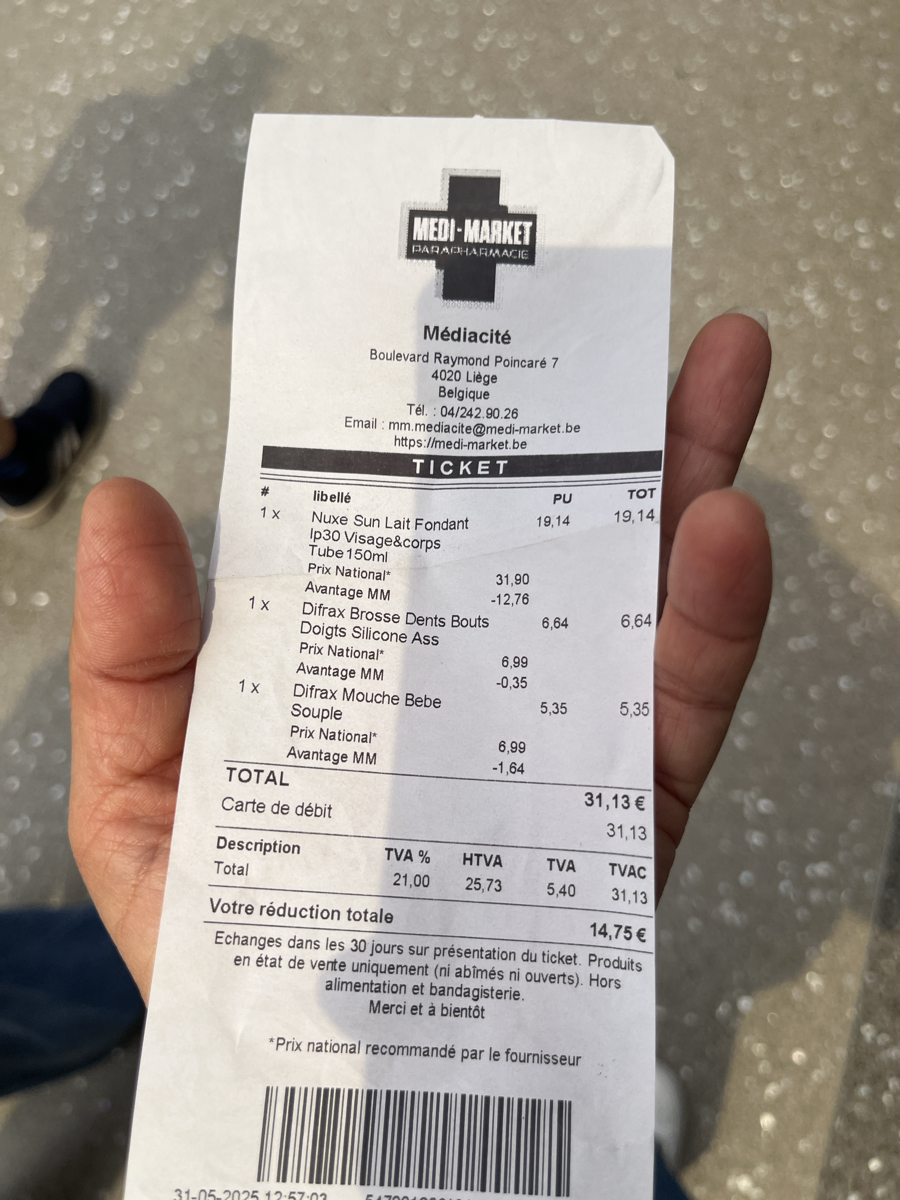 MEDI-MARKET
PARAPHARMACIE
Médiacité
Boulevard Raymond Poincaré 7
4020 Liège
Belgique
Tél. : 04/242.90.26
Email : mm.mediacite@medi-market.be
https://medi-market.be
TICKET
# libellé PU TOT
1 x Nuxe Sun Lait Fondant 19,14 19,14
Ip30 Visage&corps
Tube 150ml
Prix National* 31,90
Avantage MM -12,76
1 x Difrax Brosse Dents Bouts 6,64 6,64
Doigts Silicone Ass
Prix National* 6,99
Avantage MM -0,35
1 x Difrax Mouche Bebe 5,35 5,35
Souple
Prix National* 6,99
Avantage MM -1,64
TOTAL 31,13 €
Carte de débit 31,13
Description TVA % HTVA TVA TVAC
Total 21,00 25,73 5,40 31,13
Votre réduction totale 14,75 €
Echanges dans les 30 jours sur présentation du ticket. Produits
en état de vente uniquement (ni abîmés ni ouverts). Hors
alimentation et bandagisterie.
Merci et à bientôt
*Prix national recommandé par le fournisseur
31-05-2025 12:57:03